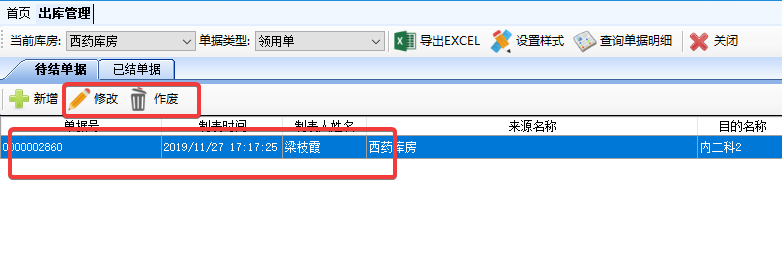 首页 出库管理
当前库房: 西药库房 单据类型: 领用单 导出EXCEL 设置样式 查询单据明细 关闭
待结单据 已结单据
新增 修改 作废
单据号 制表时间 制表人姓名 来源名称 目的名称
0000002860 2019/11/27 17:17:25 梁枝霞 西药库房 内二科2